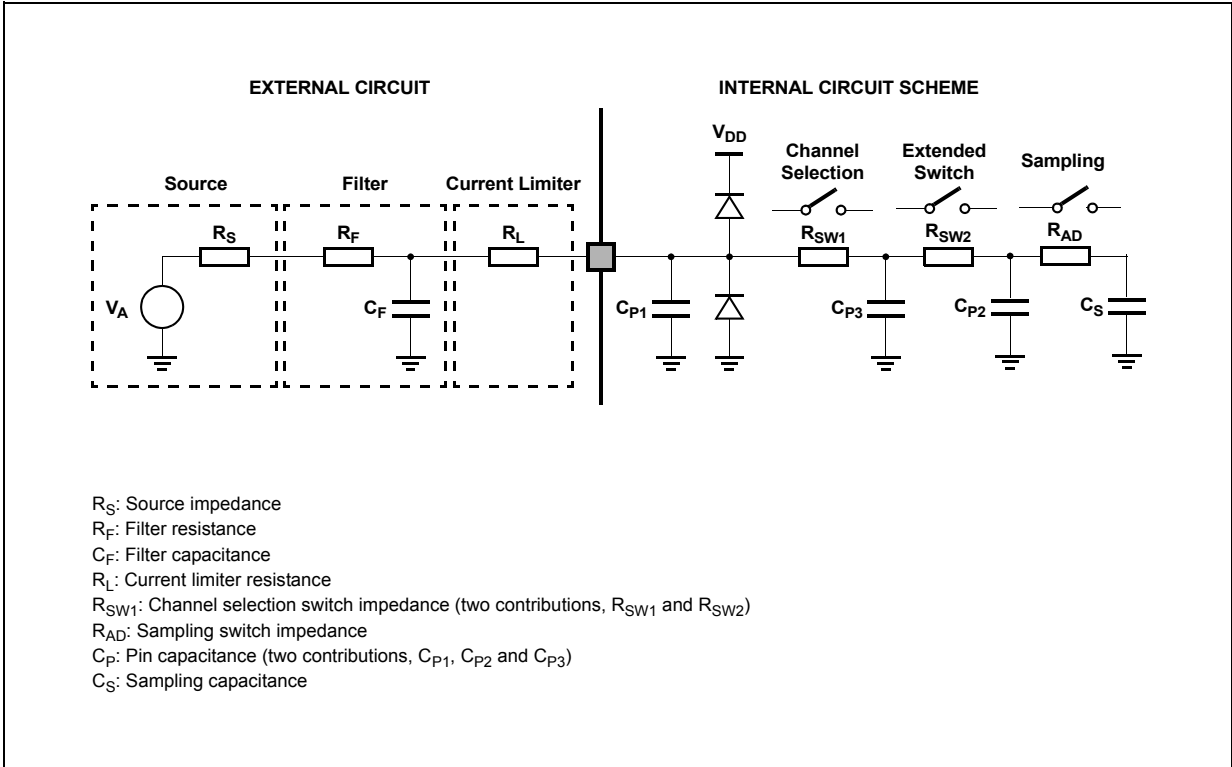 EXTERNAL CIRCUIT
INTERNAL CIRCUIT SCHEME
VDD
Channel
Selection
Extended
Switch
Sampling
Source
Filter
Current Limiter
RS
RF
RL
RSW1
RSW2
RAD
VA
CF
CP1
CP3
CP2
CS
RS: Source impedance
RF: Filter resistance
CF: Filter capacitance
RL: Current limiter resistance
RSW1: Channel selection switch impedance (two contributions, RSW1 and RSW2)
RAD: Sampling switch impedance
CP: Pin capacitance (two contributions, CP1, CP2 and CP3)
CS: Sampling capacitance